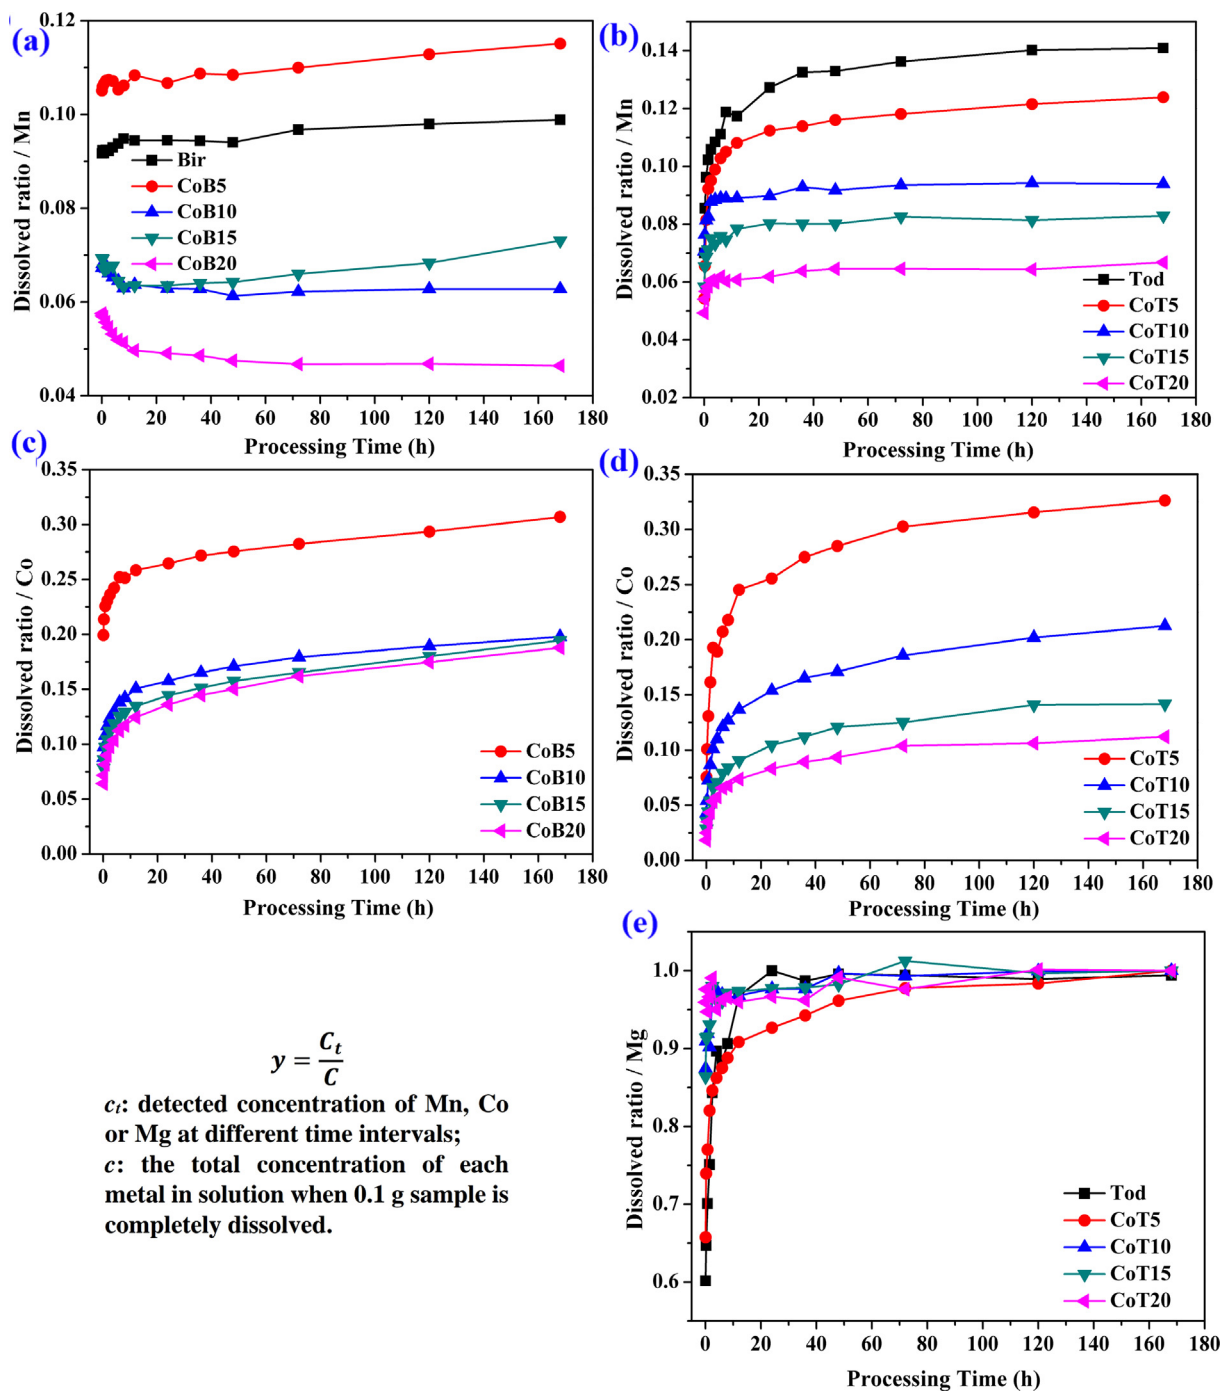 (a)
0.12
0.10
0.08
0.06
0.04
Dissolved ratio / Mn
Bir
CoB5
CoB10
CoB15
CoB20
0 20 40 60 80 100 120 140 160 180
Processing Time (h)
(b)
0.14
0.12
0.10
0.08
0.06
0.04
0.02
Dissolved ratio / Mn
Tod
CoT5
CoT10
CoT15
CoT20
0 20 40 60 80 100 120 140 160 180
Processing Time (h)
(c)
0.35
0.30
0.25
0.20
0.15
0.10
0.05
0.00
Dissolved ratio / Co
CoB5
CoB10
CoB15
CoB20
0 20 40 60 80 100 120 140 160 180
Processing Time (h)
(d)
0.35
0.30
0.25
0.20
0.15
0.10
0.05
0.00
Dissolved ratio / Co
CoT5
CoT10
CoT15
CoT20
0 20 40 60 80 100 120 140 160 180
Processing Time (h)
y = C_t / C
c_t: detected concentration of Mn, Co
or Mg at different time intervals;
c: the total concentration of each
metal in solution when 0.1 g sample is
completely dissolved.
(e)
1.0
0.9
0.8
0.7
0.6
Dissolved ratio / Mg
Tod
CoT5
CoT10
CoT15
CoT20
0 20 40 60 80 100 120 140 160 180
Processing Time (h)